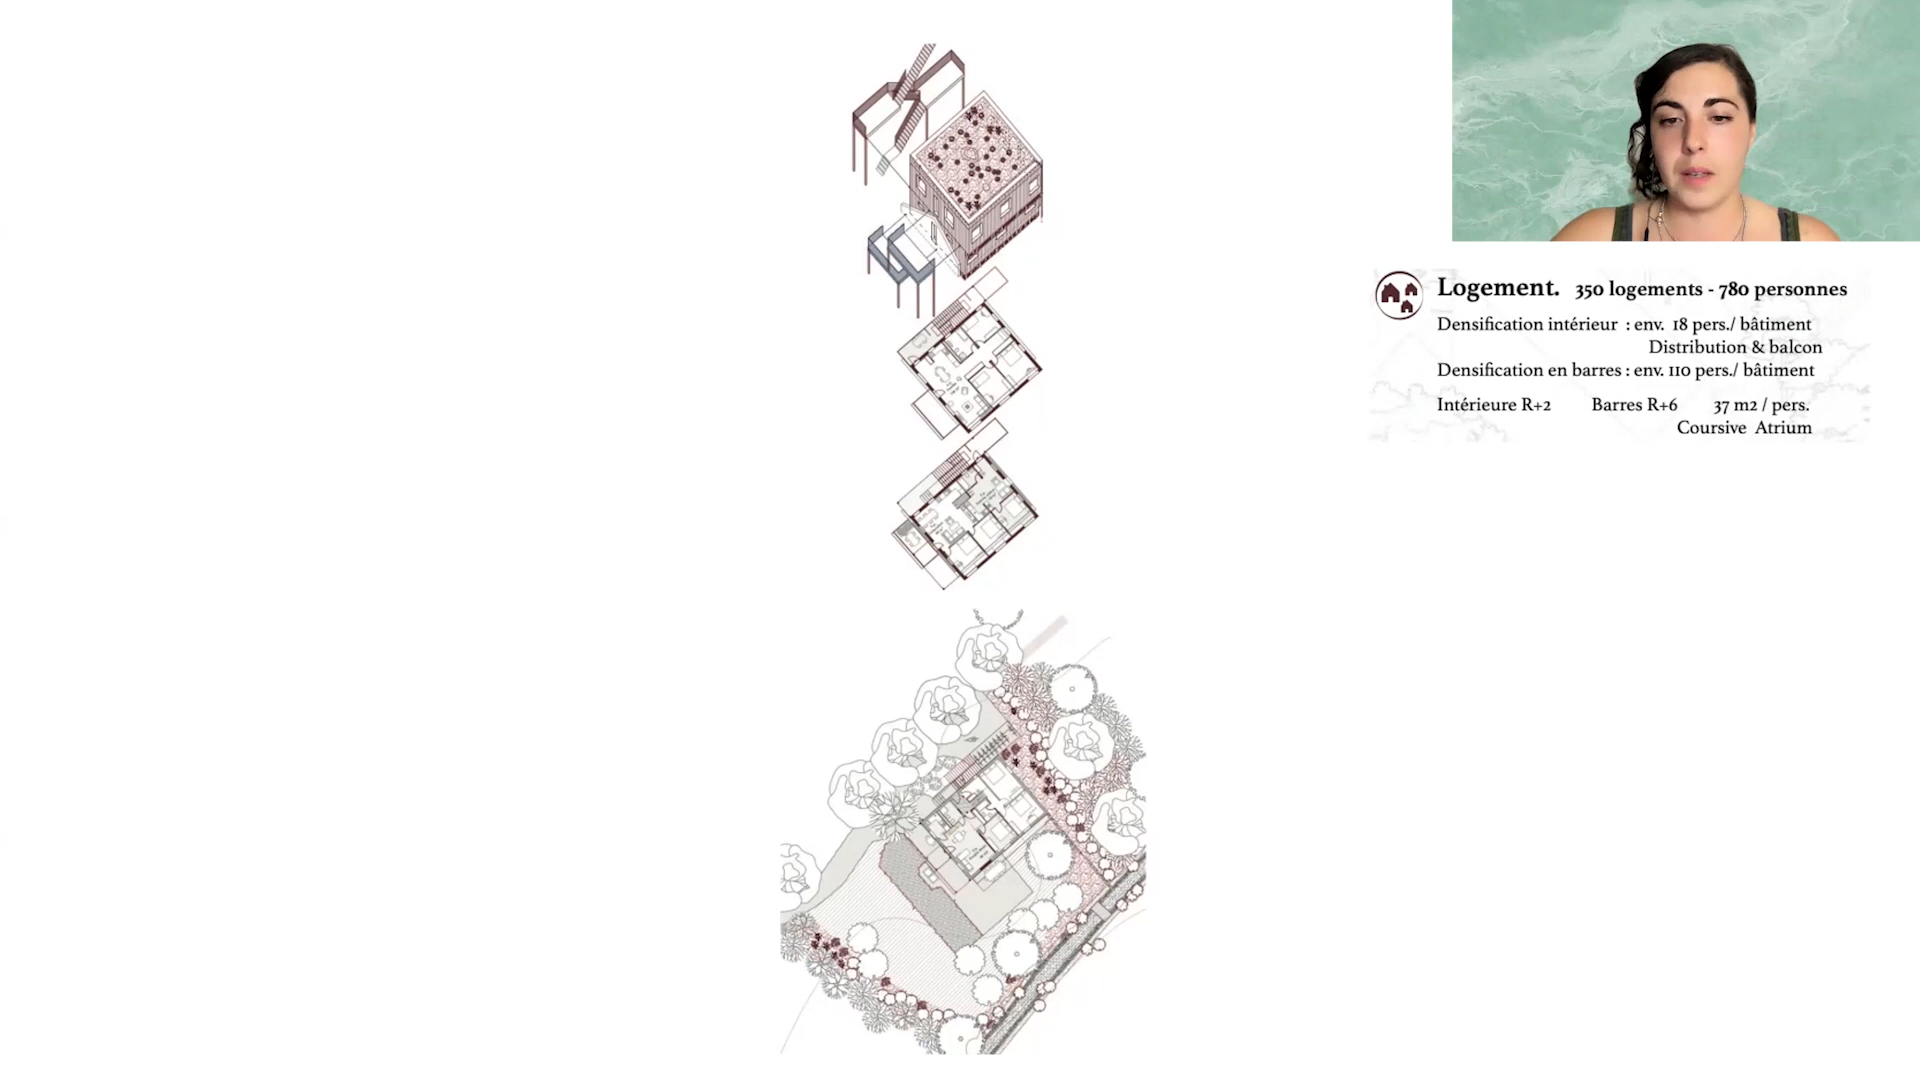 Logement. 350 logements - 780 personnes
Densification intérieur : env. 18 pers./ bâtiment
Distribution & balcon
Densification en barres : env. 110 pers./ bâtiment
Intérieure R+2 Barres R+6 37 m2 / pers.
Coursive Atrium